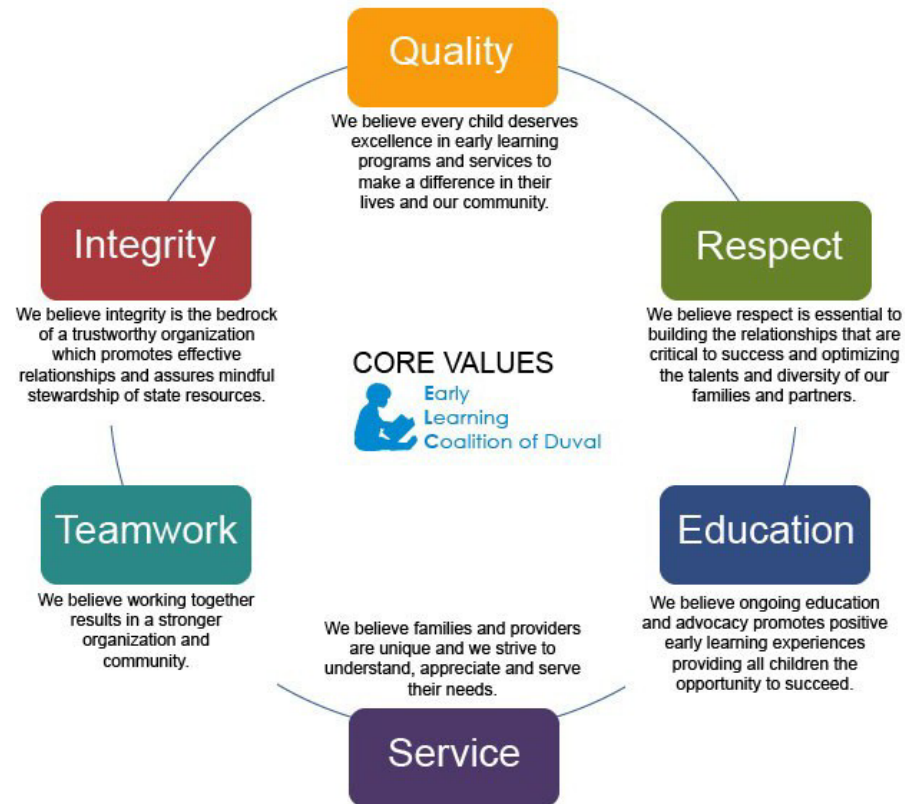 Quality
We believe every child deserves
excellence in early learning
programs and services to
make a difference in their
lives and our community.
Respect
We believe respect is essential to
building the relationships that are
critical to success and optimizing
the talents and diversity of our
families and partners.
Education
We believe ongoing education
and advocacy promotes positive
early learning experiences
providing all children the
opportunity to succeed.
We believe families and providers
are unique and we strive to
understand, appreciate and serve
their needs.
Service
Teamwork
We believe working together
results in a stronger
organization and
community.
Integrity
We believe integrity is the bedrock
of a trustworthy organization
which promotes effective
relationships and assures mindful
stewardship of state resources.
CORE VALUES
Early
Learning
Coalition of Duval